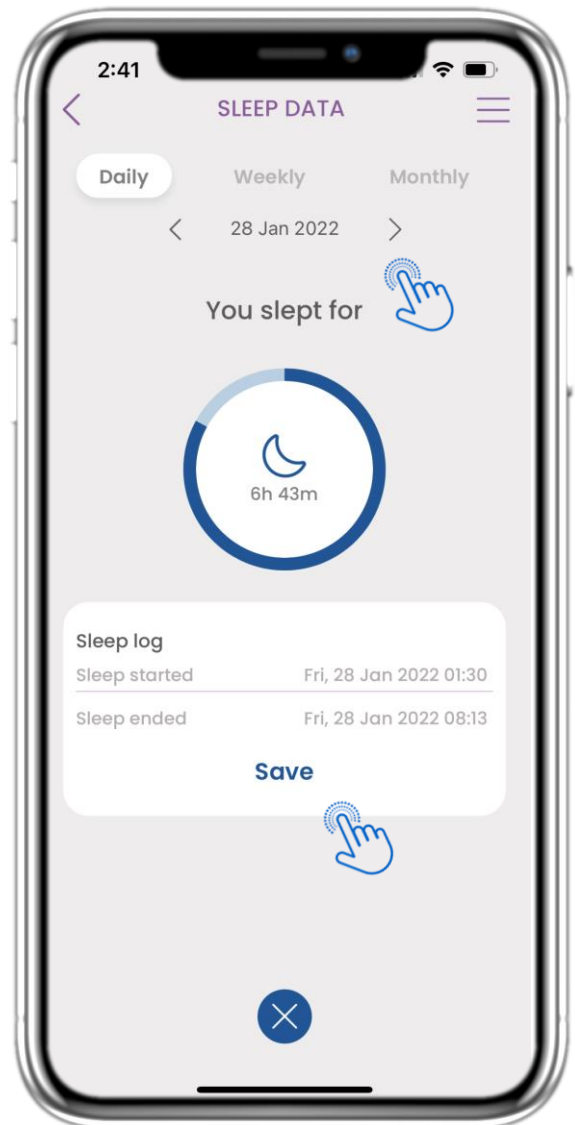 2:41
SLEEP DATA
Daily Weekly Monthly
28 Jan 2022
You slept for
6h 43m
Sleep log
Sleep started Fri, 28 Jan 2022 01:30
Sleep ended Fri, 28 Jan 2022 08:13
Save